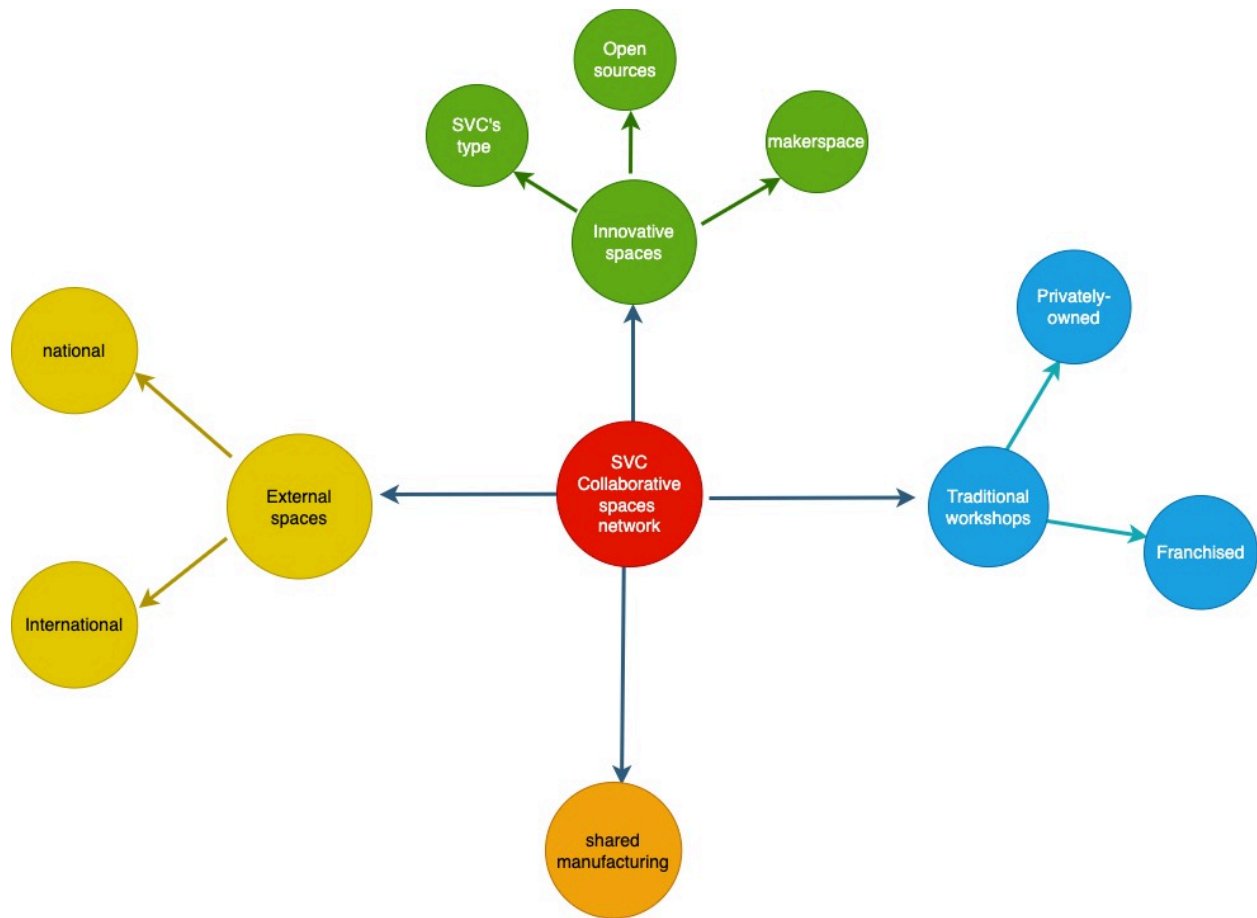 Open
sources
SVC's
type
makerspace
Innovative
spaces
Privately-
owned
national
SVC
Collaborative
spaces
network
External
spaces
Traditional
workshops
Franchised
International
shared
manufacturing